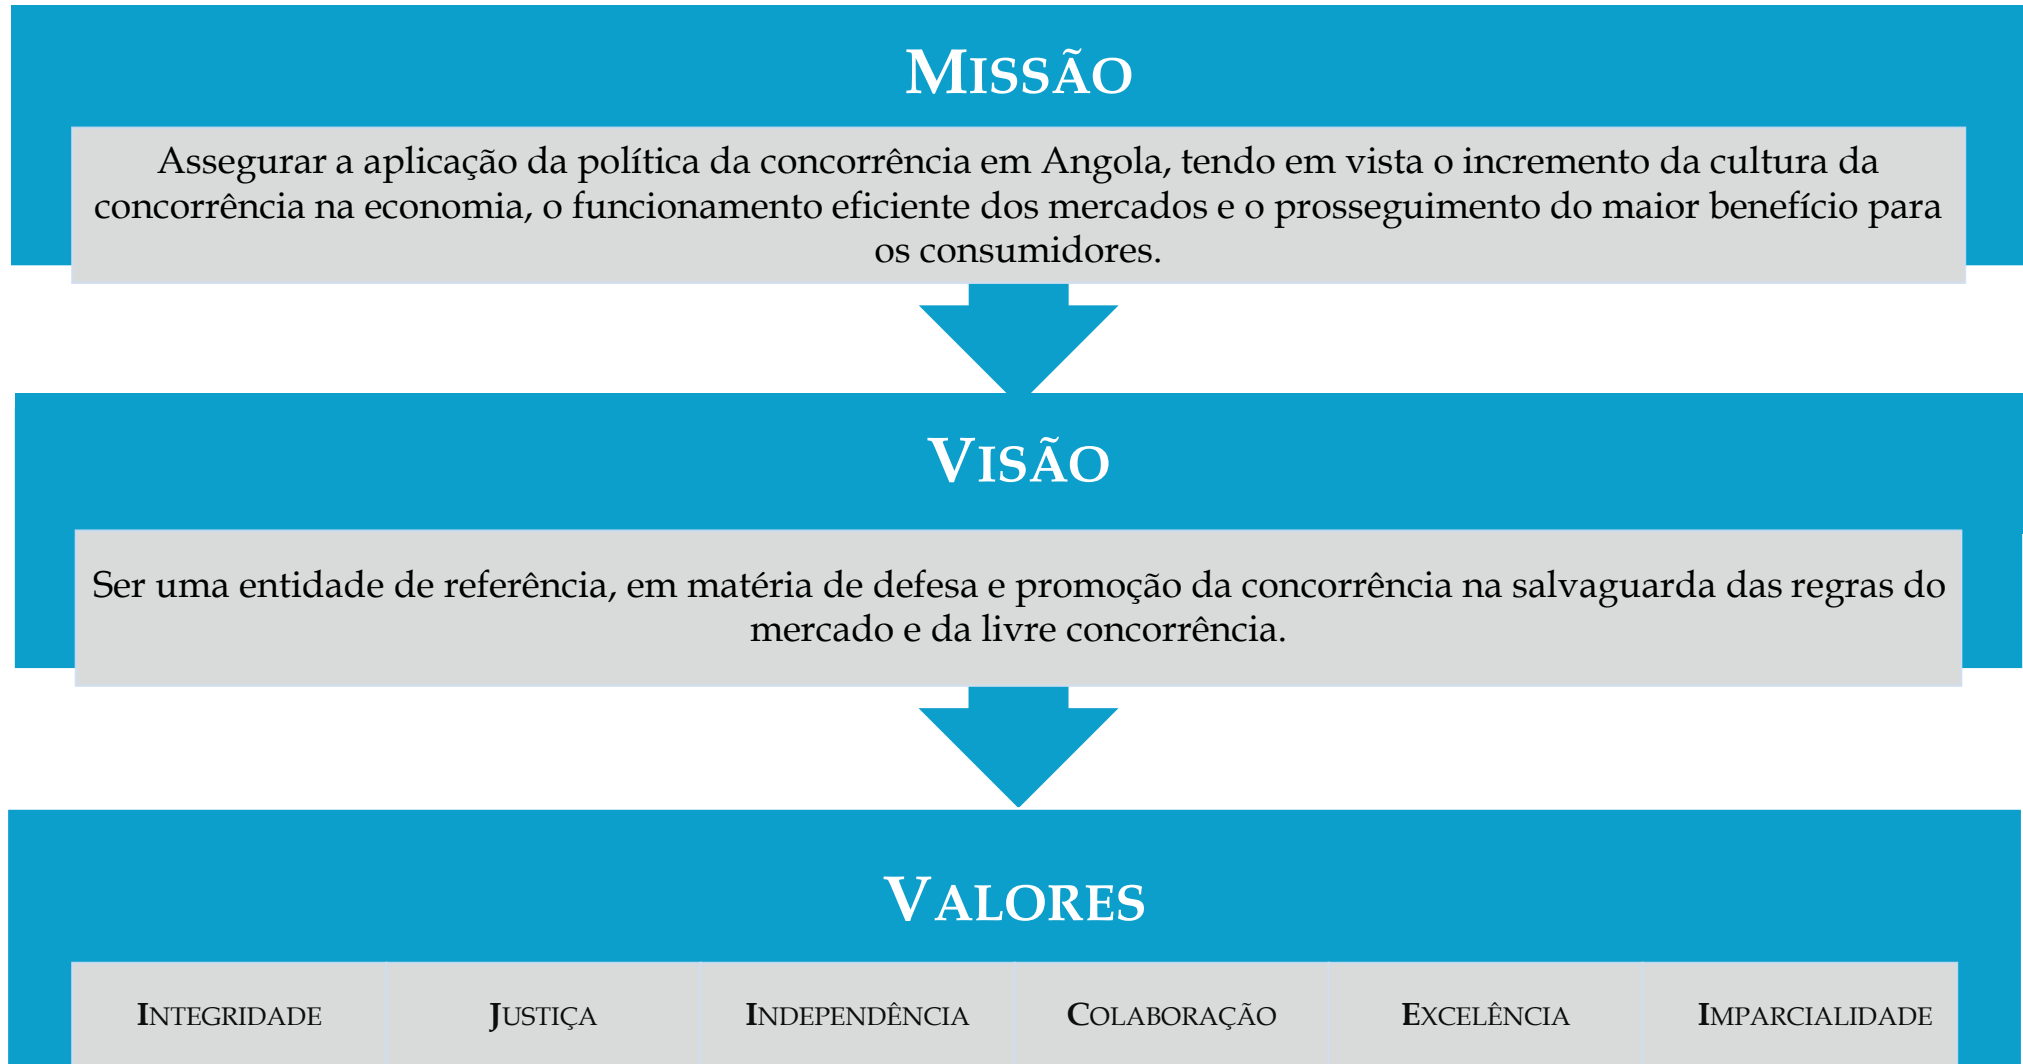 MISSÃO
Assegurar a aplicação da política da concorrência em Angola, tendo em vista o incremento da cultura da
concorrência na economia, o funcionamento eficiente dos mercados e o prosseguimento do maior benefício para
os consumidores.
VISÃO
Ser uma entidade de referência, em matéria de defesa e promoção da concorrência na salvaguarda das regras do
mercado e da livre concorrência.
VALORES
INTEGRIDADE JUSTIÇA INDEPENDÊNCIA COLABORAÇÃO EXCELÊNCIA IMPARCIALIDADE